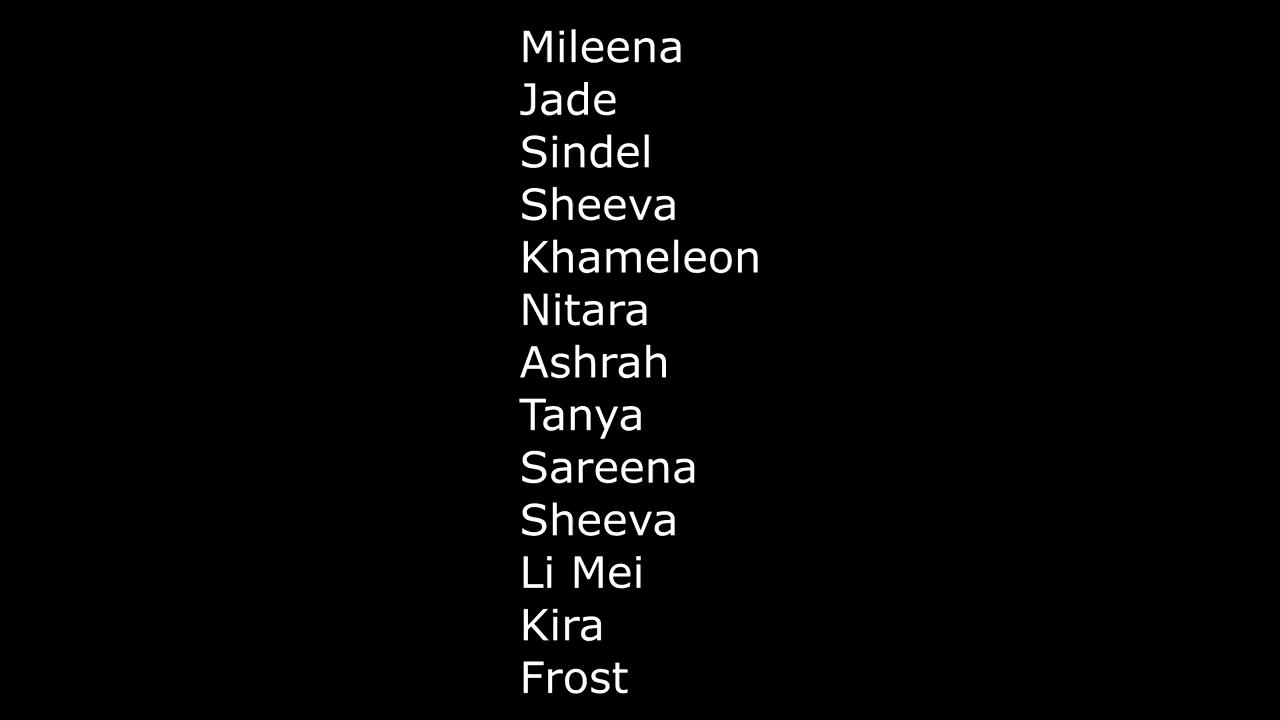 Mileena
Jade
Sindel
Sheeva
Khameleon
Nitara
Ashrah
Tanya
Sareena
Sheeva
Li Mei
Kira
Frost